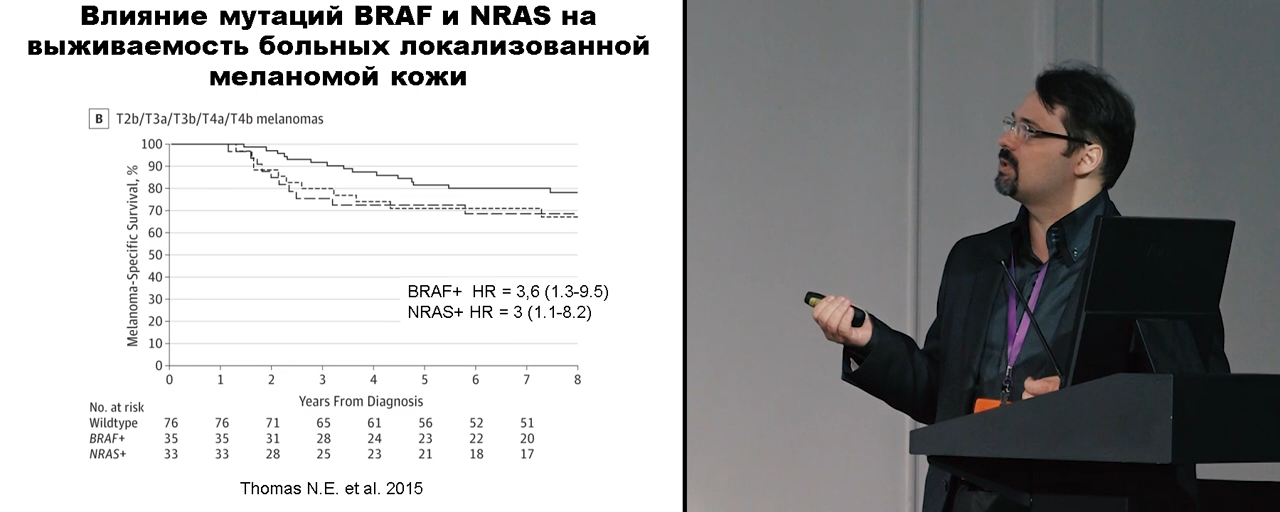 Влияние мутаций BRAF и NRAS на
выживаемость больных локализованной
меланомой кожи
B T2b/T3a/T3b/T4a/T4b melanomas
Melanoma-Specific Survival, %
100
90
80
70
60
50
40
30
20
10
0
BRAF+ HR = 3,6 (1.3-9.5)
NRAS+ HR = 3 (1.1-8.2)
0 1 2 3 4 5 6 7 8
Years From Diagnosis
No. at risk
Wildtype 76 76 71 65 61 56 52 51
BRAF+ 35 35 31 28 24 23 22 20
NRAS+ 33 33 28 25 23 21 18 17
Thomas N.E. et al. 2015